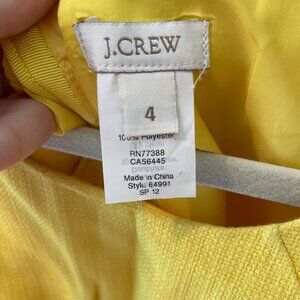 J.CREW
4
100% Polyester
RN77388
CA56445
Made in China
Style 64991
SP 12